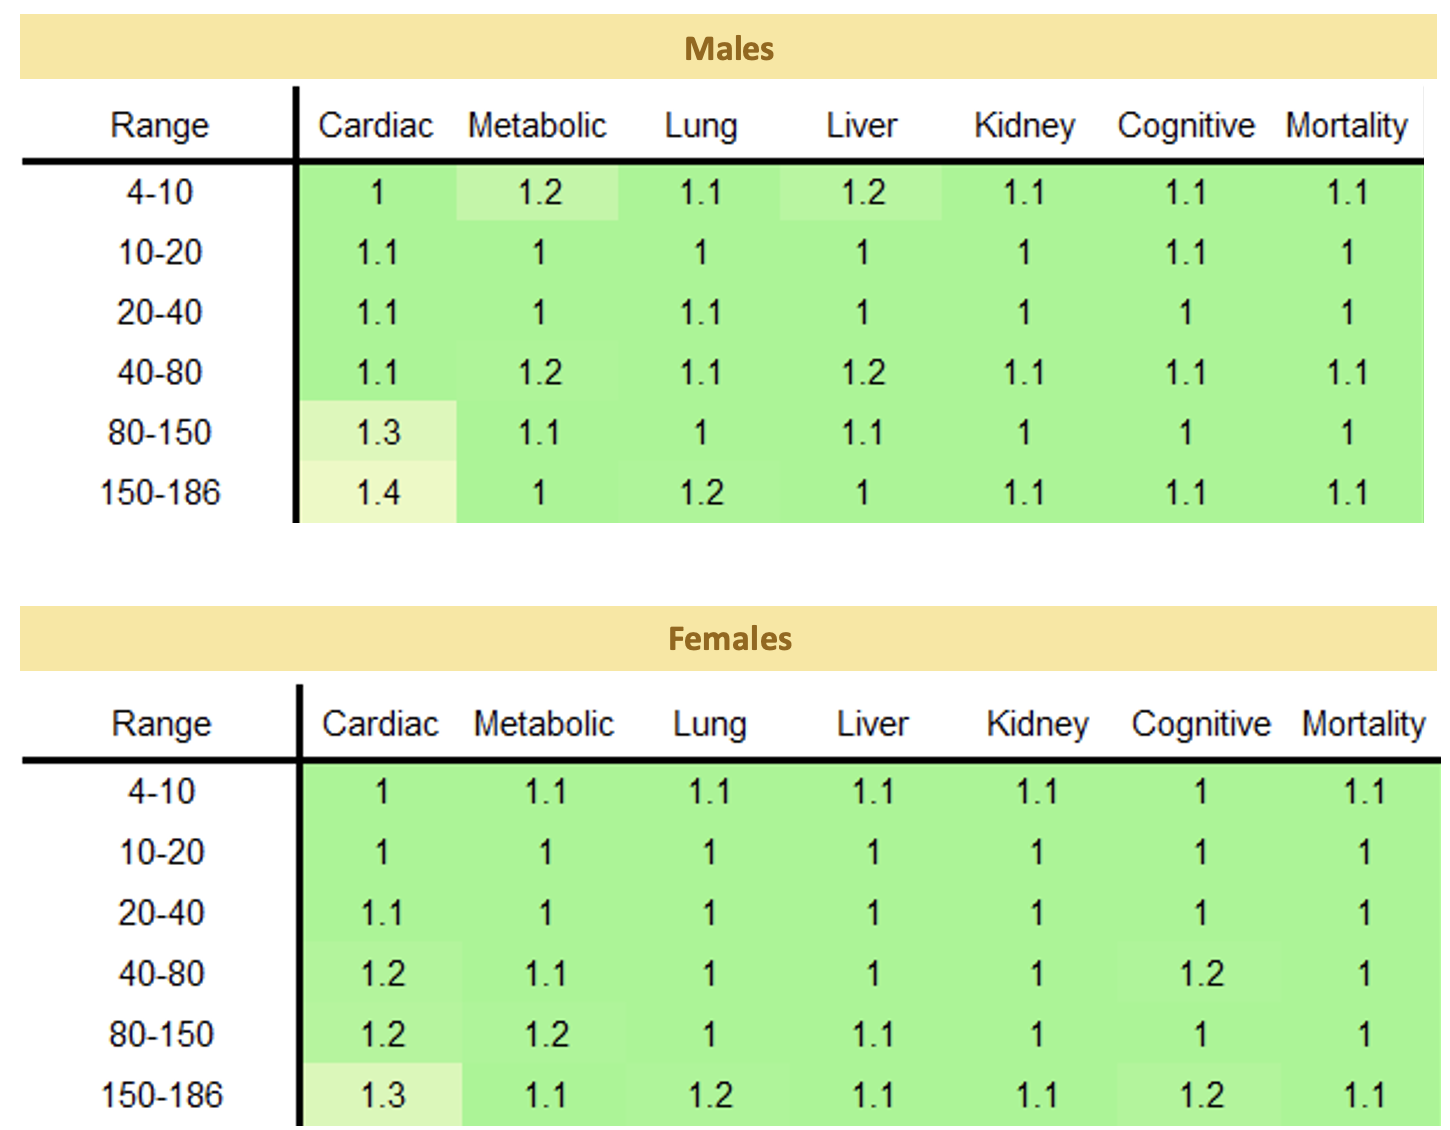 Males
Range Cardiac Metabolic Lung Liver Kidney Cognitive Mortality
4-10 1 1.2 1.1 1.2 1.1 1.1 1.1
10-20 1.1 1 1 1 1 1.1 1
20-40 1.1 1 1.1 1 1 1 1
40-80 1.1 1.2 1.1 1.2 1.1 1.1 1.1
80-150 1.3 1.1 1 1.1 1 1 1
150-186 1.4 1 1.2 1 1.1 1.1 1.1
Females
Range Cardiac Metabolic Lung Liver Kidney Cognitive Mortality
4-10 1 1.1 1.1 1.1 1.1 1 1.1
10-20 1 1 1 1 1 1 1
20-40 1.1 1 1 1 1 1 1
40-80 1.2 1.1 1 1 1 1.2 1
80-150 1.2 1.2 1 1.1 1 1 1
150-186 1.3 1.1 1.2 1.1 1.1 1.2 1.1